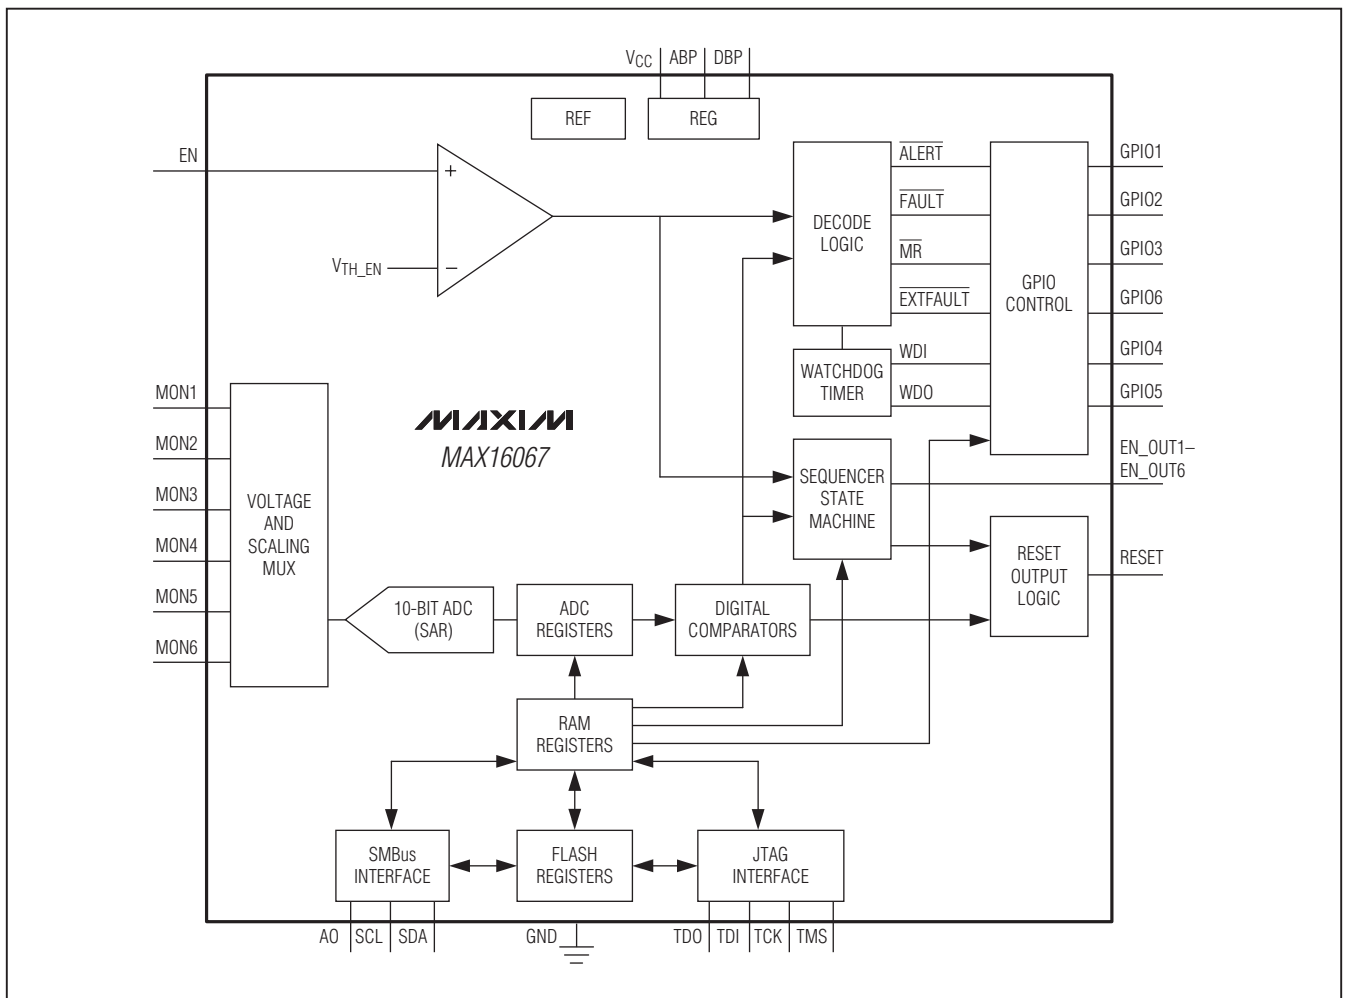 VCC ABP DBP
REF
REG
EN
+
VTH_EN
−
DECODE
LOGIC
ALERT
FAULT
MR
EXTFAULT
WATCHDOG
TIMER
WDI
WDO
GPIO
CONTROL
GPIO1
GPIO2
GPIO3
GPIO6
GPIO4
GPIO5
EN_OUT1–
EN_OUT6
MON1
MON2
MON3
MON4
MON5
MON6
VOLTAGE
AND
SCALING
MUX
MAXIM
MAX16067
SEQUENCER
STATE
MACHINE
RESET
OUTPUT
LOGIC
RESET
10-BIT ADC
(SAR)
ADC
REGISTERS
DIGITAL
COMPARATORS
RAM
REGISTERS
SMBus
INTERFACE
FLASH
REGISTERS
JTAG
INTERFACE
AO SCL SDA
GND
TDO TDI TCK TMS